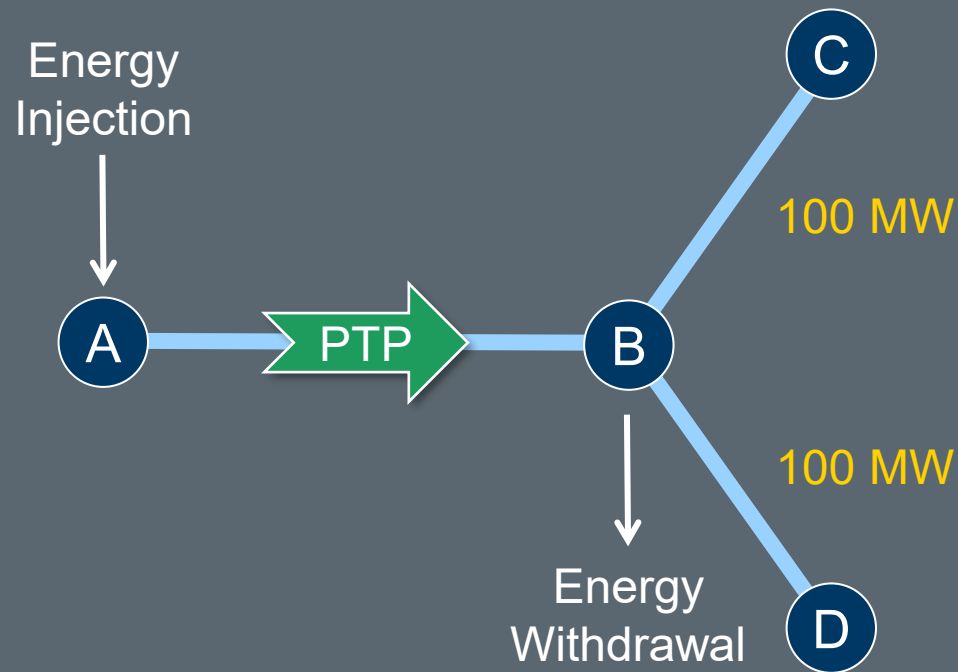 Energy
Injection
C
100 MW
A
PTP
B
100 MW
Energy
Withdrawal
D